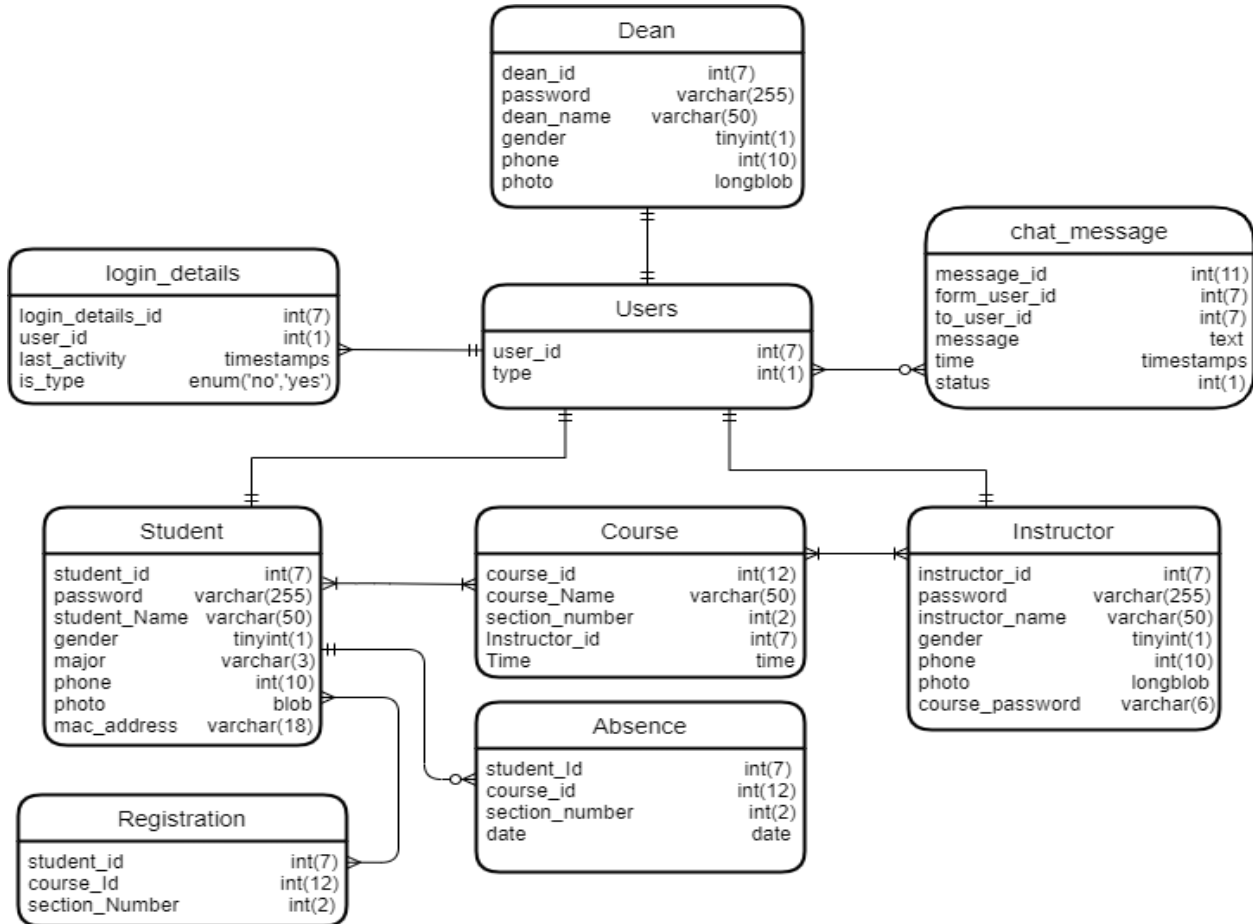 Dean
dean_id int(7)
password varchar(255)
dean_name varchar(50)
gender tinyint(1)
phone int(10)
photo longblob
login_details
login_details_id int(7)
user_id int(1)
last_activity timestamps
is_type enum('no','yes')
Users
user_id int(7)
type int(1)
chat_message
message_id int(11)
form_user_id int(7)
to_user_id int(7)
message text
time timestamps
status int(1)
Student
student_id int(7)
password varchar(255)
student_Name varchar(50)
gender tinyint(1)
major varchar(3)
phone int(10)
photo blob
mac_address varchar(18)
Course
course_id int(12)
course_Name varchar(50)
section_number int(2)
Instructor_id int(7)
Time time
Instructor
instructor_id int(7)
password varchar(255)
instructor_name varchar(50)
gender tinyint(1)
phone int(10)
photo longblob
course_password varchar(6)
Absence
student_Id int(7)
course_id int(12)
section_number int(2)
date date
Registration
student_id int(7)
course_Id int(12)
section_Number int(2)